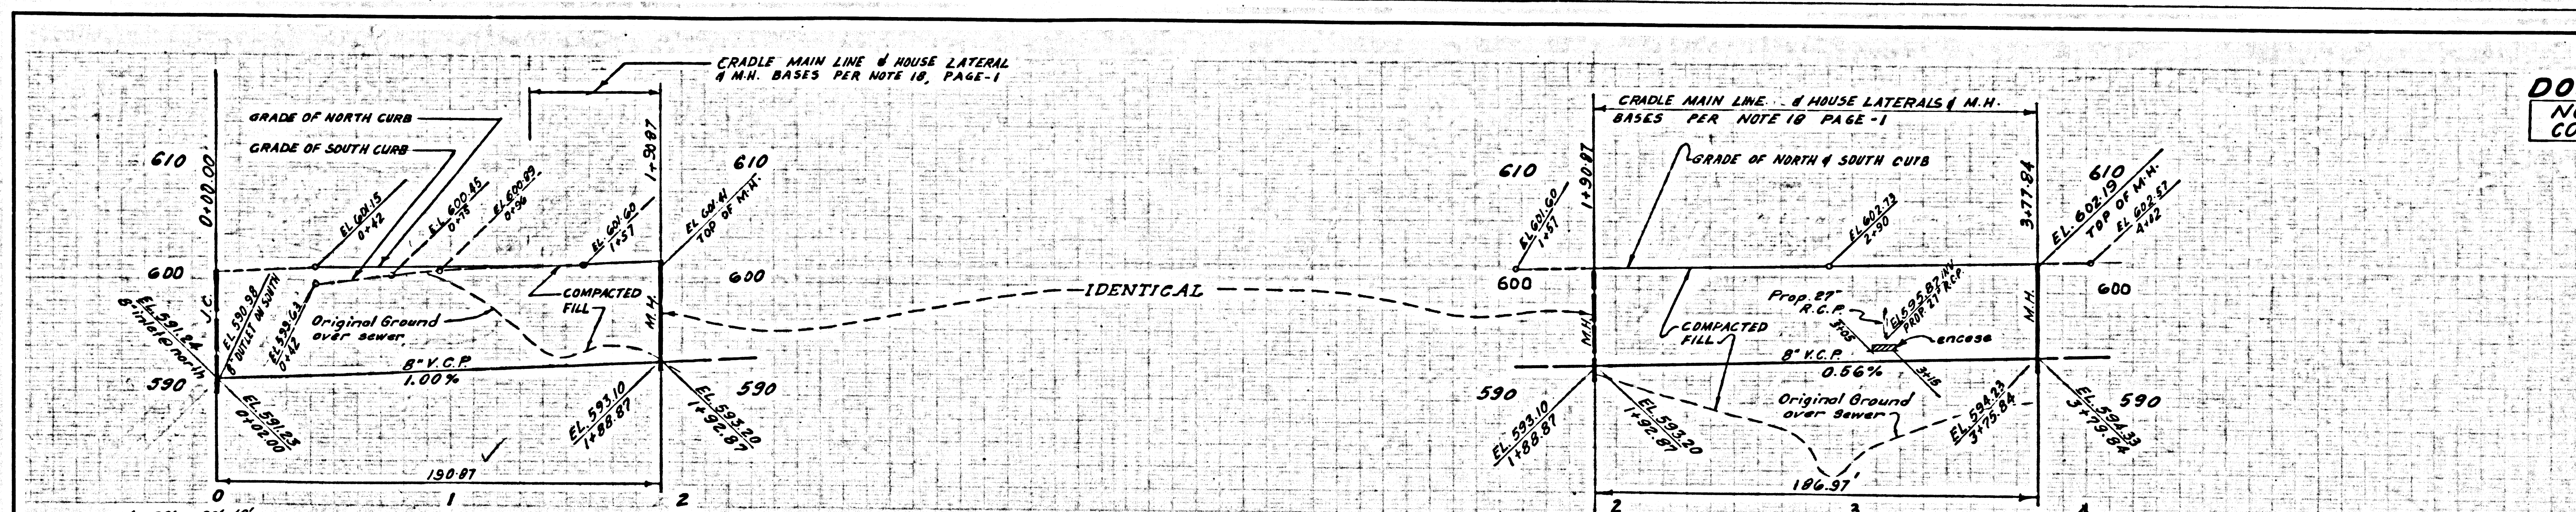 CRADLE MAIN LINE & HOUSE LATERAL
& M.H. BASES PER NOTE 18, PAGE-1
GRADE OF NORTH CURB
GRADE OF SOUTH CURB
610
0+00.00
EL 601.15
0+42
EL 600.45
0+75
EL 600.89
0+96
EL. 601.60
1+57
1+90.87
610
EL 601.41
TOP OF M.H.
600
J.C.
EL. 591.24
8" inlet @ north
EL 590.98
8" OUTLET ON SOUTH
EL 599.63
0+42
Original Ground
over sewer
COMPACTED
FILL
M.H.
600
590
8" V.C.P.
1.00%
EL. 591.23
0+02.00
EL. 593.10
1+88.87
EL. 593.20
1+92.87
590
190.87
0
1
2
IDENTICAL
CRADLE MAIN LINE & HOUSE LATERALS & M.H.
BASES PER NOTE 18 PAGE-1
610
1+90.87
GRADE OF NORTH & SOUTH CURB
EL 601.60
1+57
EL 602.73
2+90
3+77.84
610
EL. 602.19
TOP OF M.H.
EL 602.57
4+02
600
M.H.
Prop. 27"
R.C.P.
3+05
EL 595.87 INV
PROP. 27" R.C.P.
encase
3+15
COMPACTED
FILL
M.H.
600
8" V.C.P.
0.56%
590
EL. 593.10
1+88.87
EL. 593.20
1+92.87
Original Ground
over sewer
EL. 594.23
3+75.84
EL. 594.33
3+79.84
590
186.97'
2
3
4
DO